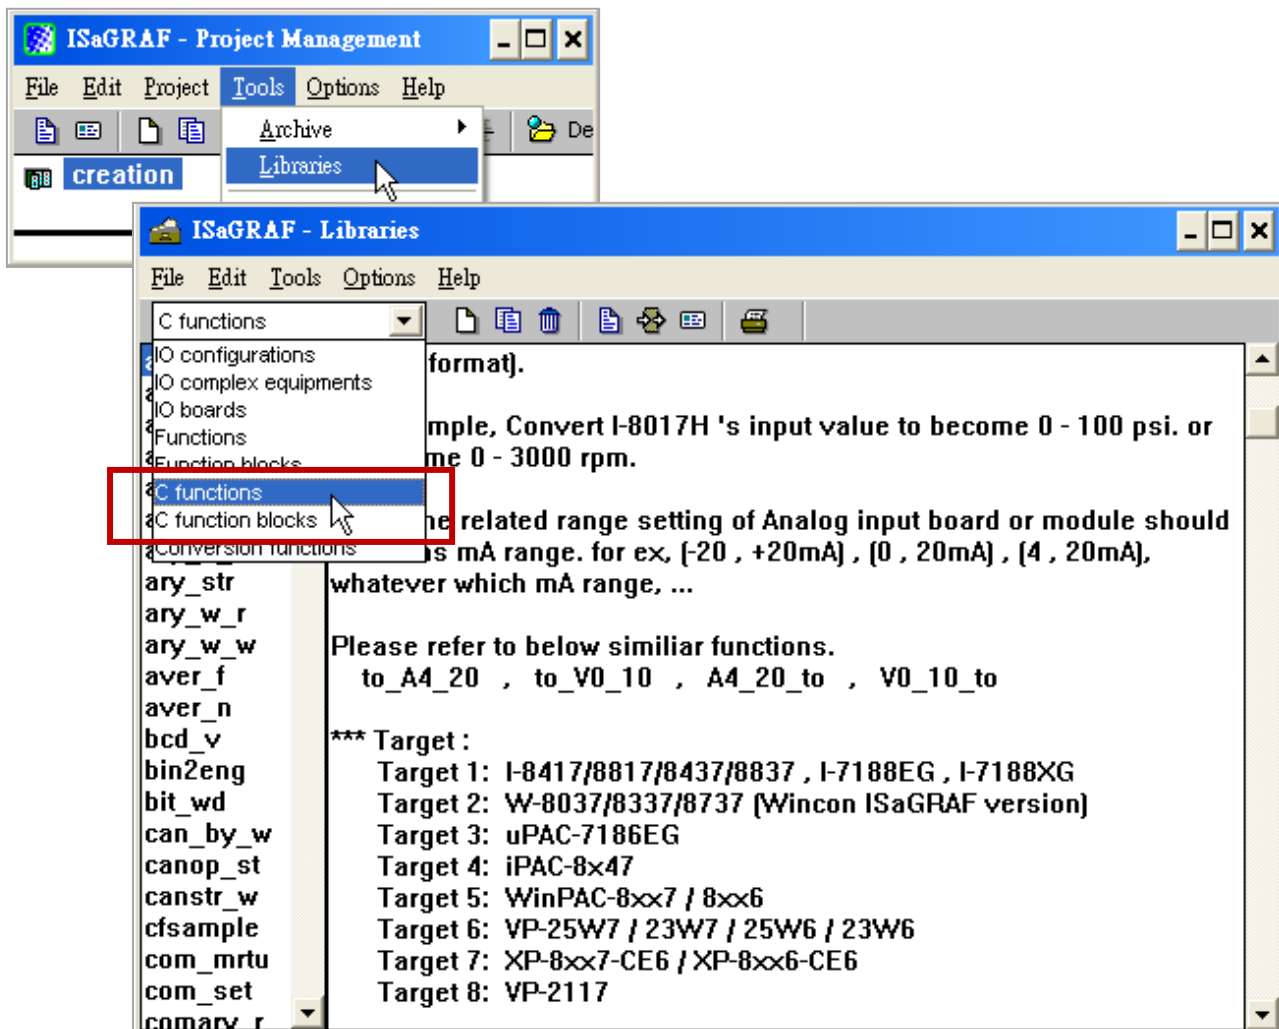 ISaGRAF - Project Management
File Edit Project Tools Options Help
Archive
De
Libraries
creation
ISaGRAF - Libraries
File Edit Tools Options Help
C functions
IO configurations
IO complex equipments
IO boards
Functions
Function blocks
C functions
C function blocks
Conversion functions
format).
mple, Convert I-8017H 's input value to become 0 - 100 psi. or
me 0 - 3000 rpm.
related range setting of Analog input board or module should
mA range. for ex, (-20 , +20mA) , (0 , 20mA) , (4 , 20mA),
whatever which mA range, ...
Please refer to below similiar functions.
to_A4_20 , to_V0_10 , A4_20_to , V0_10_to
*** Target :
Target 1: I-8417/8817/8437/8837 , I-7188EG , I-7188XG
Target 2: W-8037/8337/8737 (Wincon ISaGRAF version)
Target 3: uPAC-7186EG
Target 4: iPAC-8x47
Target 5: WinPAC-8xx7 / 8xx6
Target 6: VP-25W7 / 23W7 / 25W6 / 23W6
Target 7: XP-8xx7-CE6 / XP-8xx6-CE6
Target 8: VP-2117
ary_str
ary_w_r
ary_w_w
aver_f
aver_n
bcd_v
bin2eng
bit_wd
can_by_w
canop_st
canstr_w
cfsample
com_mrtu
com_set
comary_r